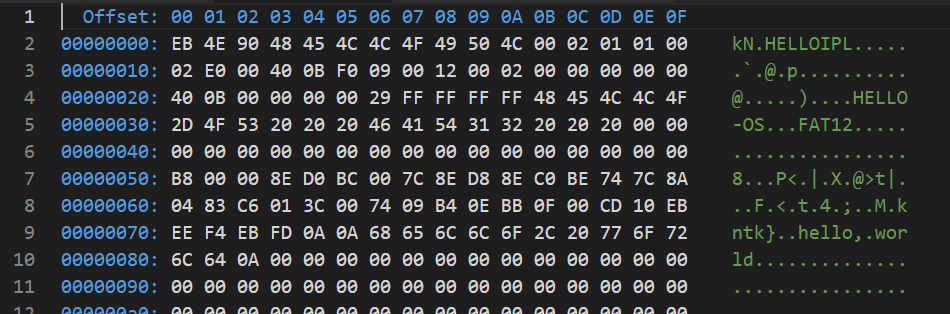 1 Offset: 00 01 02 03 04 05 06 07 08 09 0A 0B 0C 0D 0E 0F
2 00000000: EB 4E 90 48 45 4C 4C 4F 49 50 4C 00 02 01 01 00 kN.HELLOIPL.....
3 00000010: 02 E0 00 40 0B F0 09 00 12 00 02 00 00 00 00 00 .`.@.p..........
4 00000020: 40 0B 00 00 00 00 29 FF FF FF FF 48 45 4C 4C 4F @.....)....HELLO
5 00000030: 2D 4F 53 20 20 20 46 41 54 31 32 20 20 20 00 00 -OS...FAT12.....
6 00000040: 00 00 00 00 00 00 00 00 00 00 00 00 00 00 00 00 ................
7 00000050: B8 00 00 8E D0 BC 00 7C 8E D8 8E C0 BE 74 7C 8A 8...P<.|.X.@>t|.
8 00000060: 04 83 C6 01 3C 00 74 09 B4 0E BB 0F 00 CD 10 EB ..F.<.t.4.;..M.k
9 00000070: EE F4 EB FD 0A 0A 68 65 6C 6C 6F 2C 20 77 6F 72 ntk}..hello,.wor
10 00000080: 6C 64 0A 00 00 00 00 00 00 00 00 00 00 00 00 00 ld..............
11 00000090: 00 00 00 00 00 00 00 00 00 00 00 00 00 00 00 00 ................